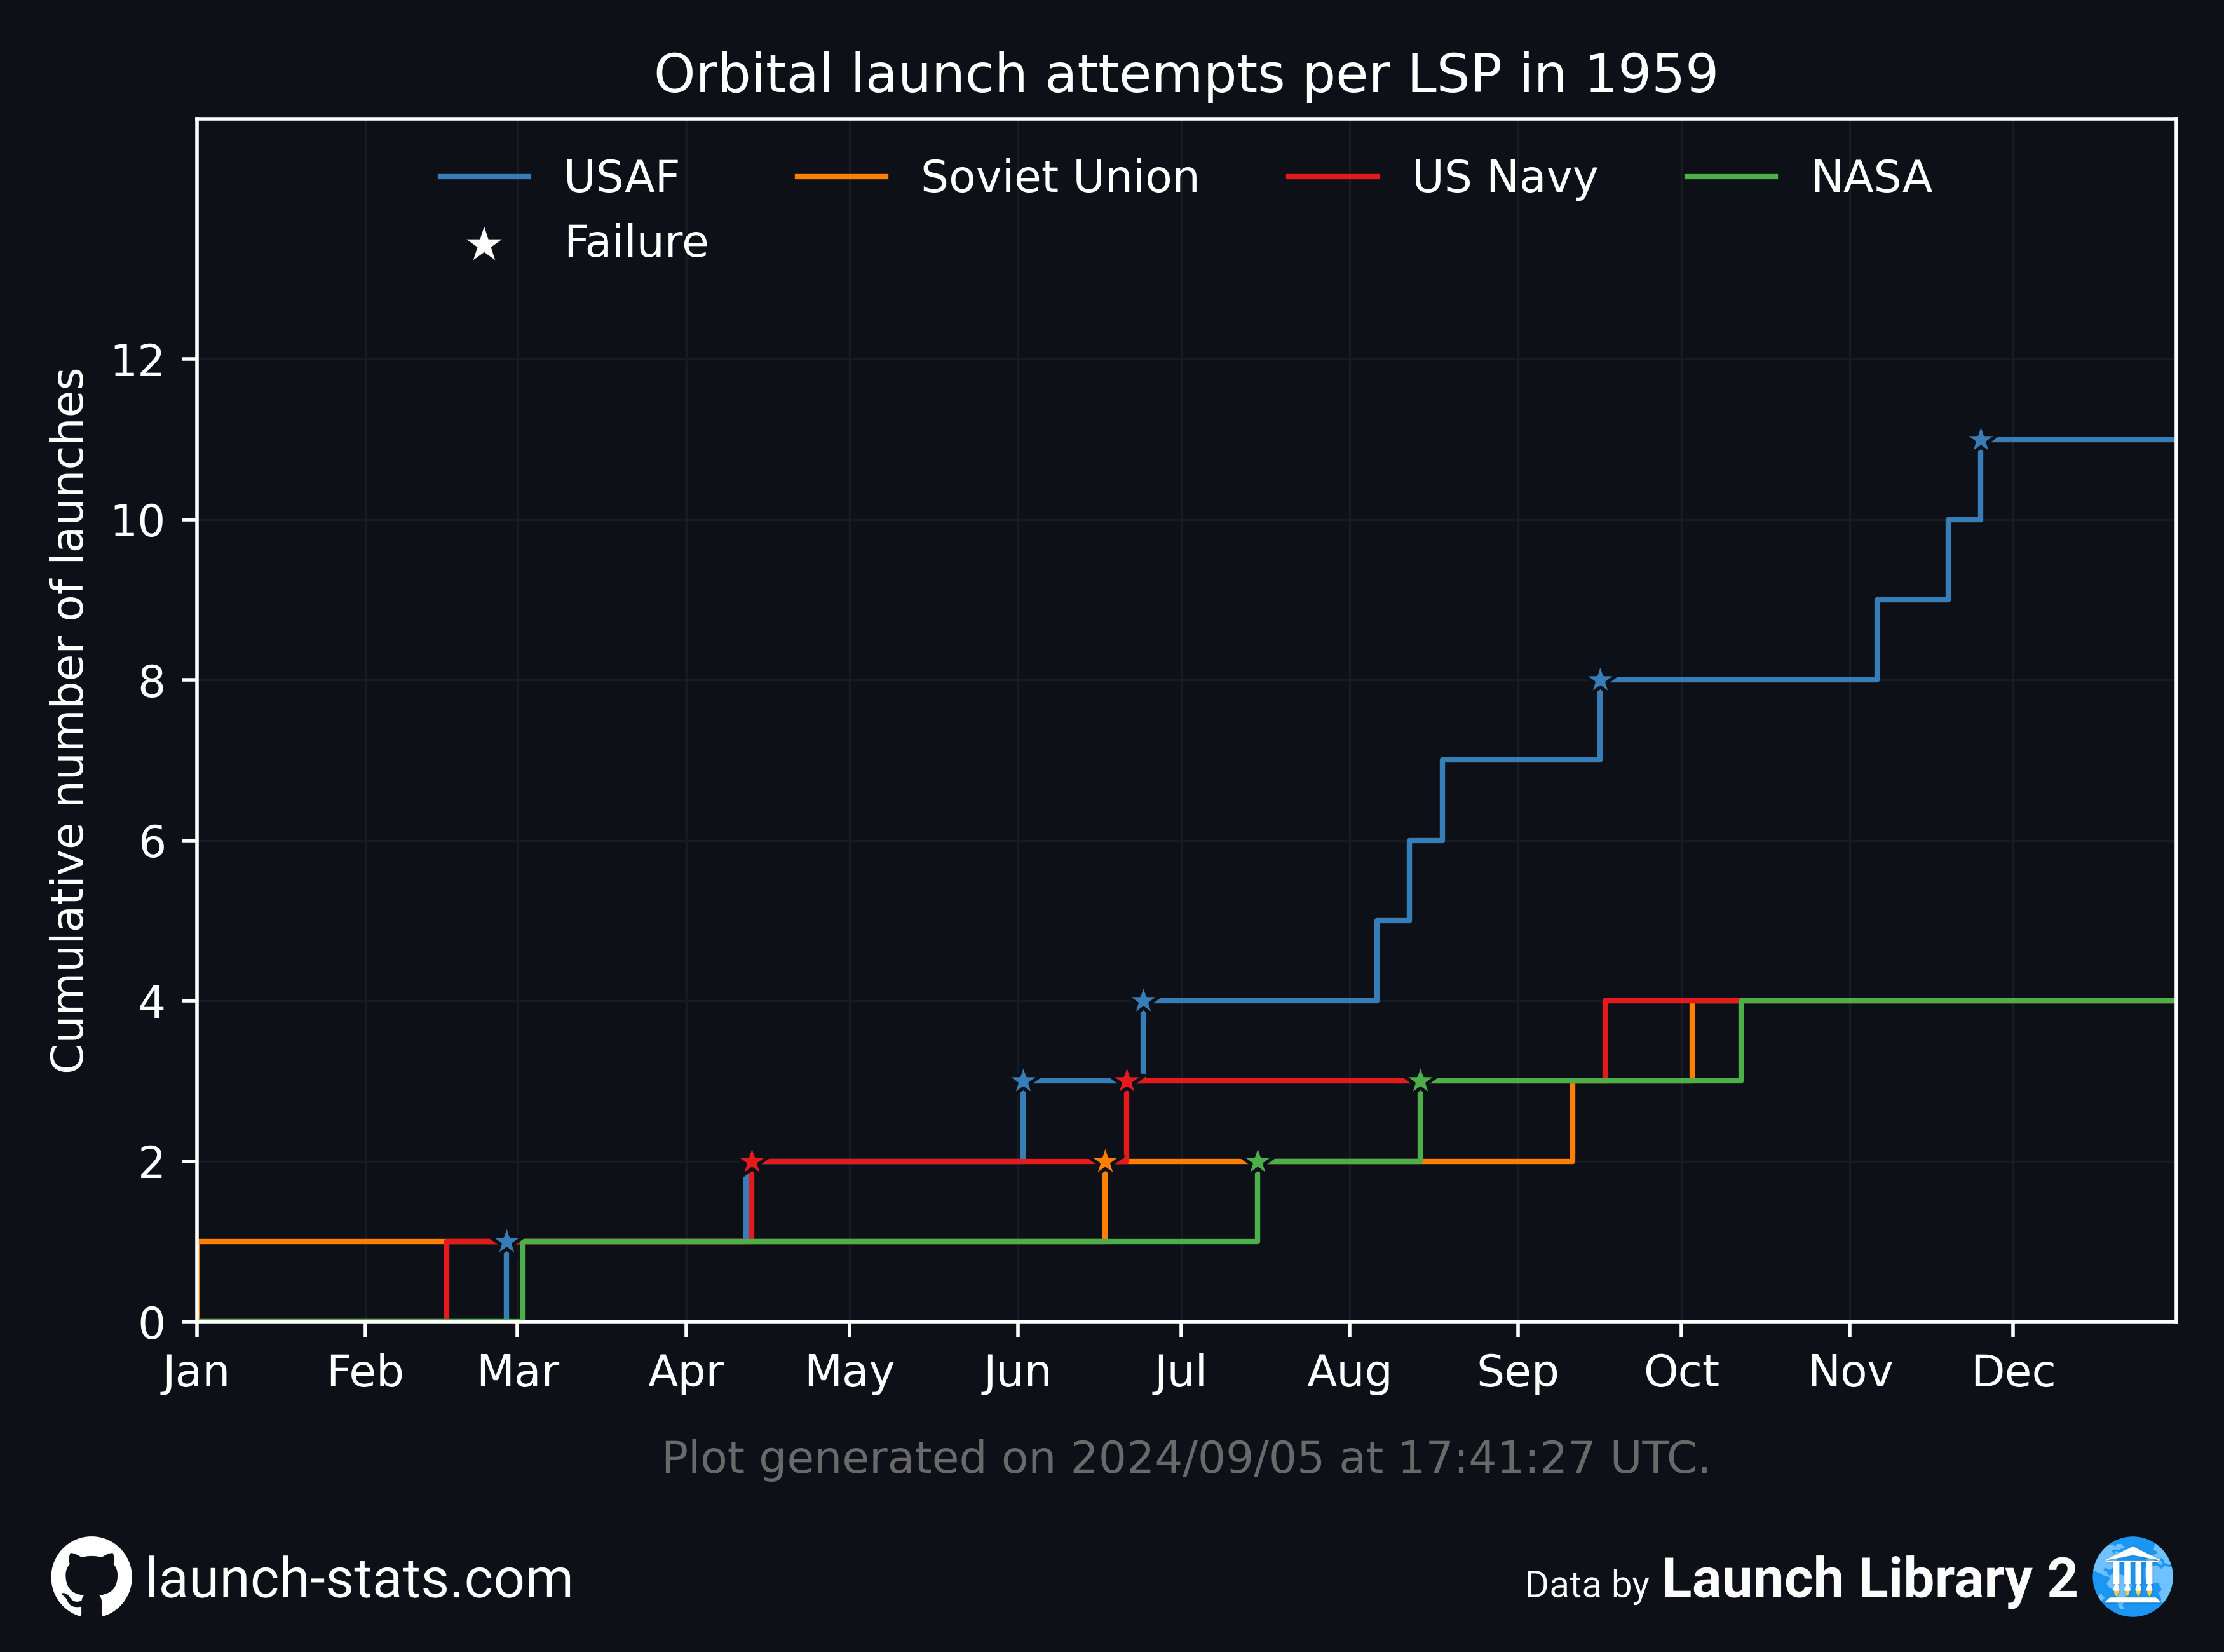 Orbital launch attempts per LSP in 1959
USAF Soviet Union US Navy NASA
Failure
Cumulative number of launches
12
10
8
6
4
2
0
Jan Feb Mar Apr May Jun Jul Aug Sep Oct Nov Dec
Plot generated on 2024/09/05 at 17:41:27 UTC.
launch-stats.com
Data by Launch Library 2